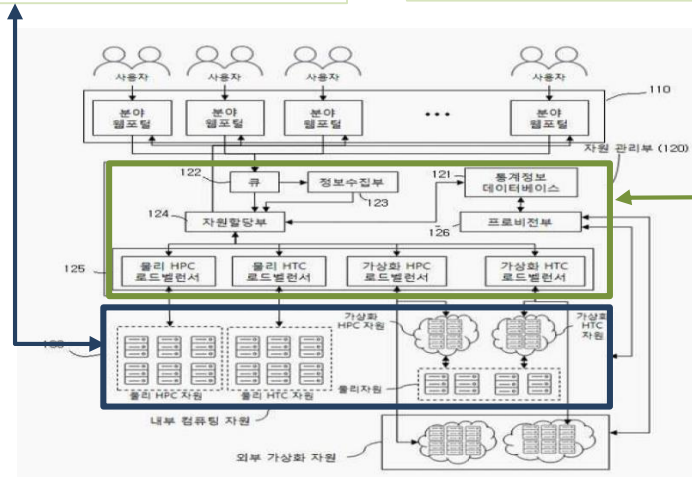 사용자 사용자 사용자 사용자
110
분야
웹포털
분야
웹포털
분야
웹포털
•••
분야
웹포털
자원 관리부 (120)
122
큐
정보수집부
123
121
통계정보
데이터베이스
124
자원할당부
126
프로비전부
125
물리 HPC
로드밸런서
물리 HTC
로드밸런서
가상화 HPC
로드밸런서
가상화 HTC
로드밸런서
가상화
HPC 자원
HTC
자원
물리자원
물리 HPC 자원
물리 HTC 자원
내부 컴퓨팅 자원
외부 가상화 자원